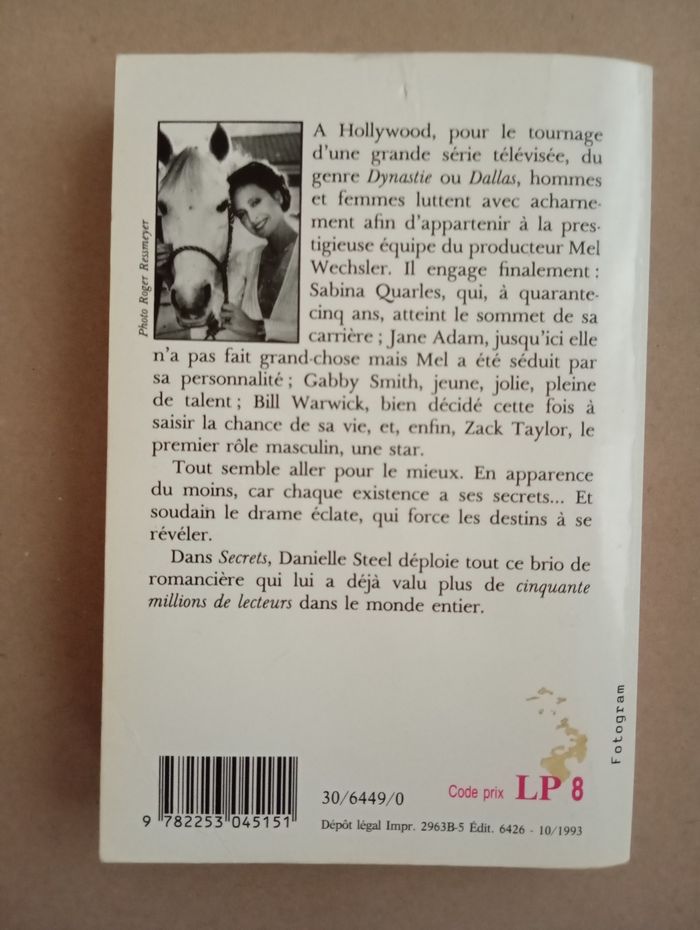 Photo Roger Ressmeyer
A Hollywood, pour le tournage
d'une grande série télévisée, du
genre Dynastie ou Dallas, hommes
et femmes luttent avec acharne-
ment afin d'appartenir à la pres-
tigieuse équipe du producteur Mel
Wechsler. Il engage finalement :
Sabina Quarles, qui, à quarante-
cinq ans, atteint le sommet de sa
carrière ; Jane Adam, jusqu'ici elle
n'a pas fait grand-chose mais Mel a été séduit par
sa personnalité ; Gabby Smith, jeune, jolie, pleine
de talent ; Bill Warwick, bien décidé cette fois à
saisir la chance de sa vie, et, enfin, Zack Taylor, le
premier rôle masculin, une star.
Tout semble aller pour le mieux. En apparence
du moins, car chaque existence a ses secrets... Et
soudain le drame éclate, qui force les destins à se
révéler.
Dans Secrets, Danielle Steel déploie tout ce brio de
romancière qui lui a déjà valu plus de cinquante
millions de lecteurs dans le monde entier.
Fotogram
9 782253 045151
30/6449/0
Code prix LP 8
Dépôt légal Impr. 2963B-5 Édit. 6426 - 10/1993